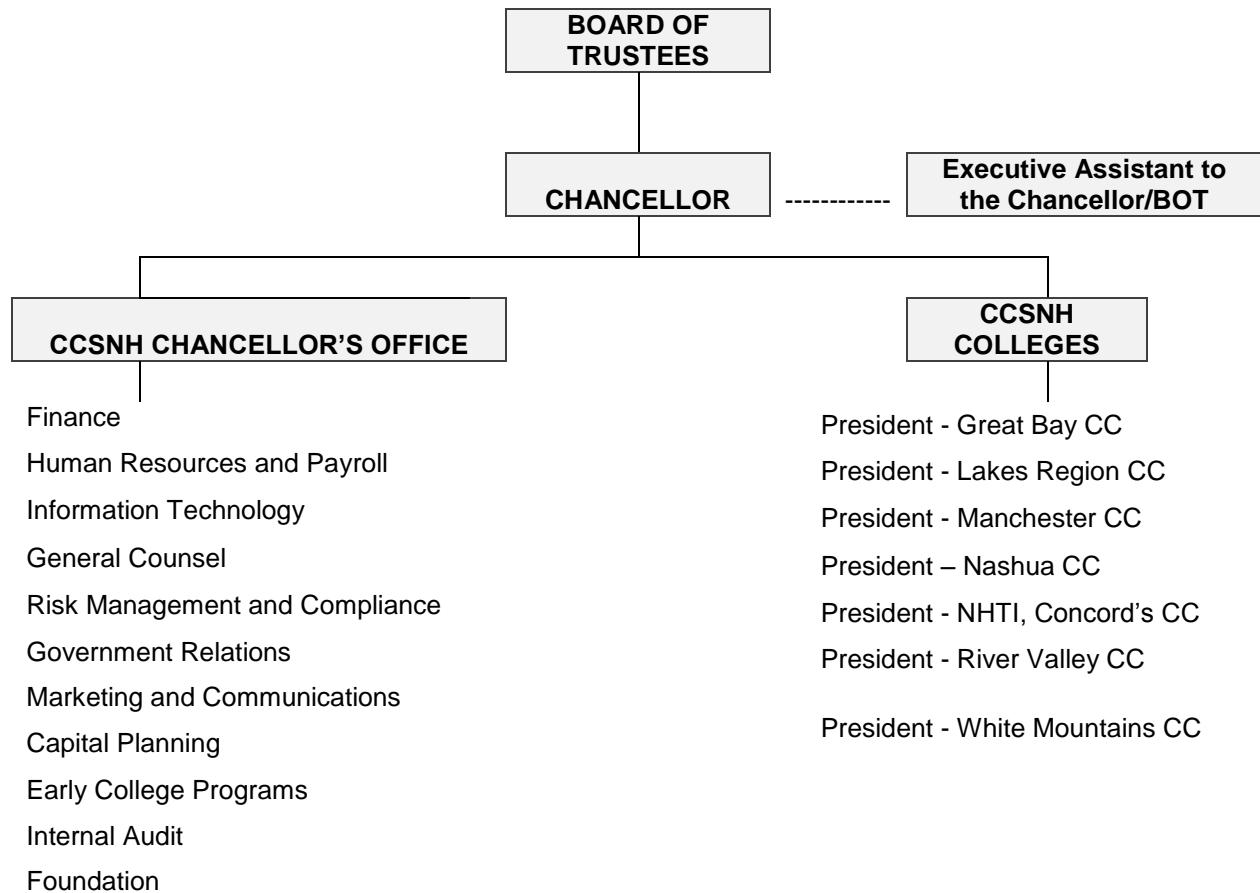 BOARD OF
TRUSTEES
CHANCELLOR
Executive Assistant to
the Chancellor/BOT
CCSNH CHANCELLOR’S OFFICE
Finance
Human Resources and Payroll
Information Technology
General Counsel
Risk Management and Compliance
Government Relations
Marketing and Communications
Capital Planning
Early College Programs
Internal Audit
Foundation
CCSNH
COLLEGES
President - Great Bay CC
President - Lakes Region CC
President - Manchester CC
President – Nashua CC
President - NHTI, Concord’s CC
President - River Valley CC
President - White Mountains CC